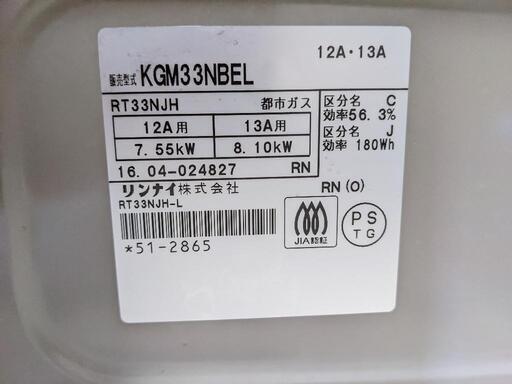 販売型式 KGM33NBEL 12A・13A
RT33NJH 都市ガス
12A用 13A用
7.55kW 8.10kW
区分名 C
効率56.3%
区分名 J
効率 180Wh
16.04-024827 RN
リンナイ株式会社 RN(O)
RT33NJH-L
*51-2865
JIA認証
PS
TG